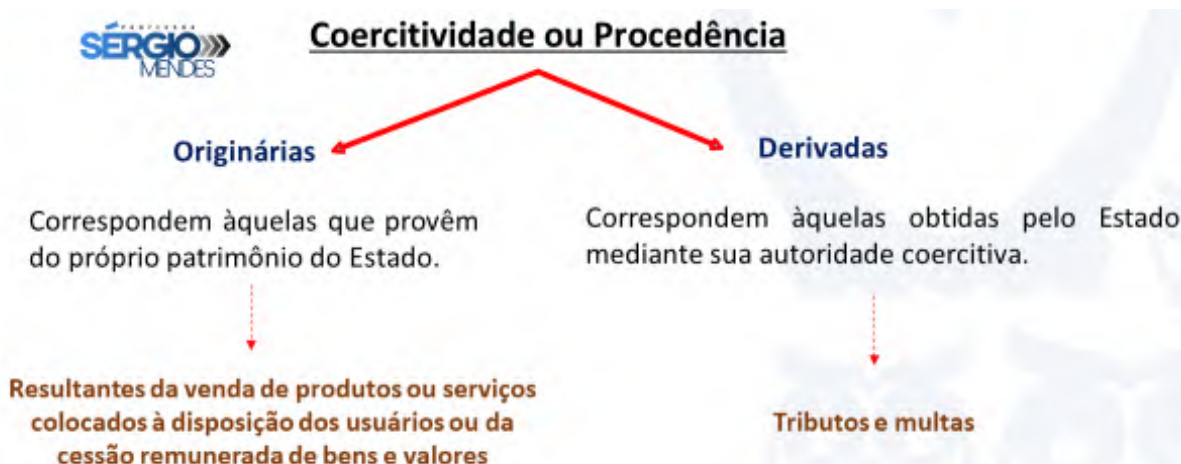 PROFESSOR
SÉRGIO
MENDES
Coercitividade ou Procedência
Originárias
Correspondem àquelas que provêm
do próprio patrimônio do Estado.
Resultantes da venda de produtos ou serviços
colocados à disposição dos usuários ou da
cessão remunerada de bens e valores
Derivadas
Correspondem àquelas obtidas pelo Estado
mediante sua autoridade coercitiva.
Tributos e multas